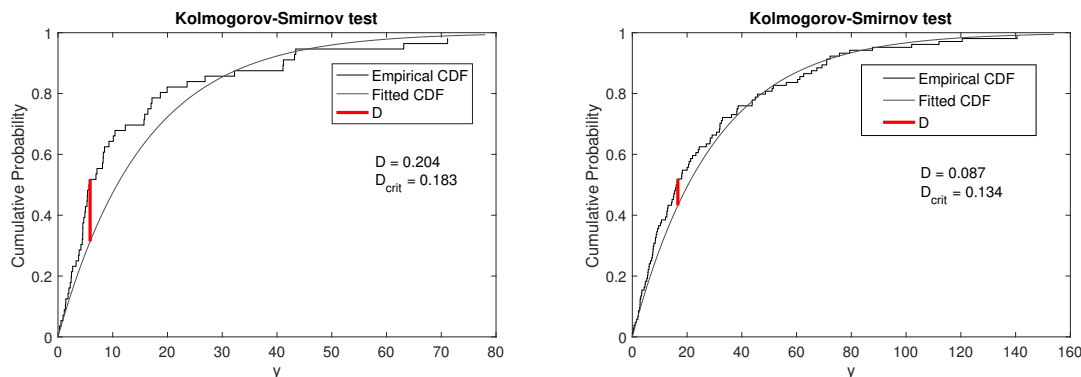 Kolmogorov-Smirnov test
Cumulative Probability
1
0.8
0.6
0.4
0.2
0
0 10 20 30 40 50 60 70 80
y
Empirical CDF
Fitted CDF
D
D = 0.204
Dcrit = 0.183
Kolmogorov-Smirnov test
Cumulative Probability
1
0.8
0.6
0.4
0.2
0
0 20 40 60 80 100 120 140 160
y
Empirical CDF
Fitted CDF
D
D = 0.087
Dcrit = 0.134